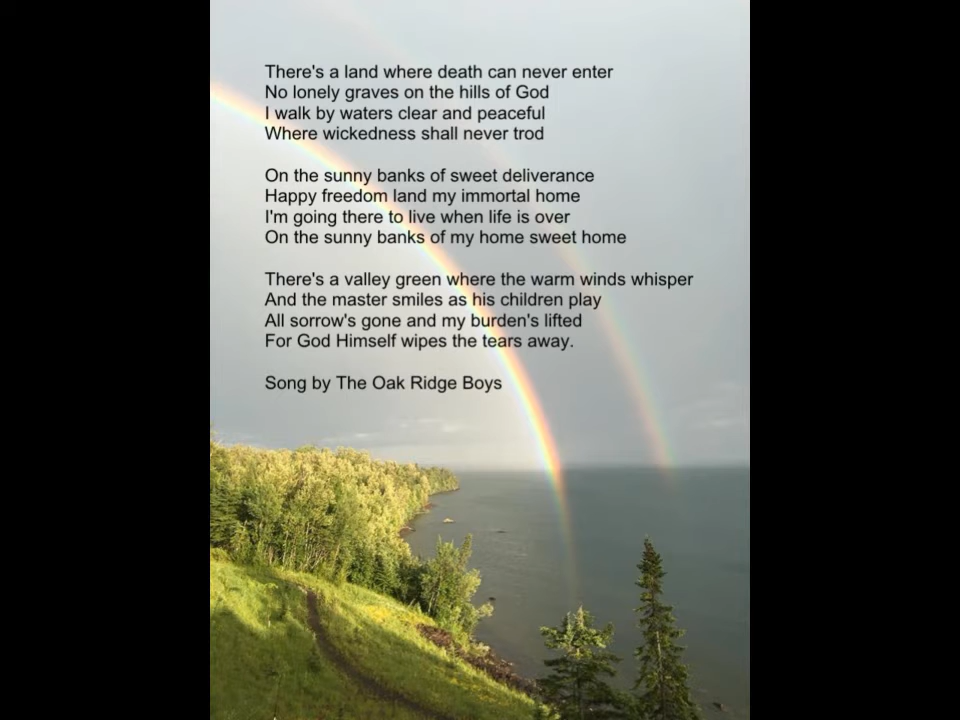 There's a land where death can never enter
No lonely graves on the hills of God
I walk by waters clear and peaceful
Where wickedness shall never trod
On the sunny banks of sweet deliverance
Happy freedom land my immortal home
I'm going there to live when life is over
On the sunny banks of my home sweet home
There's a valley green where the warm winds whisper
And the master smiles as his children play
All sorrow's gone and my burden's lifted
For God Himself wipes the tears away.
Song by The Oak Ridge Boys